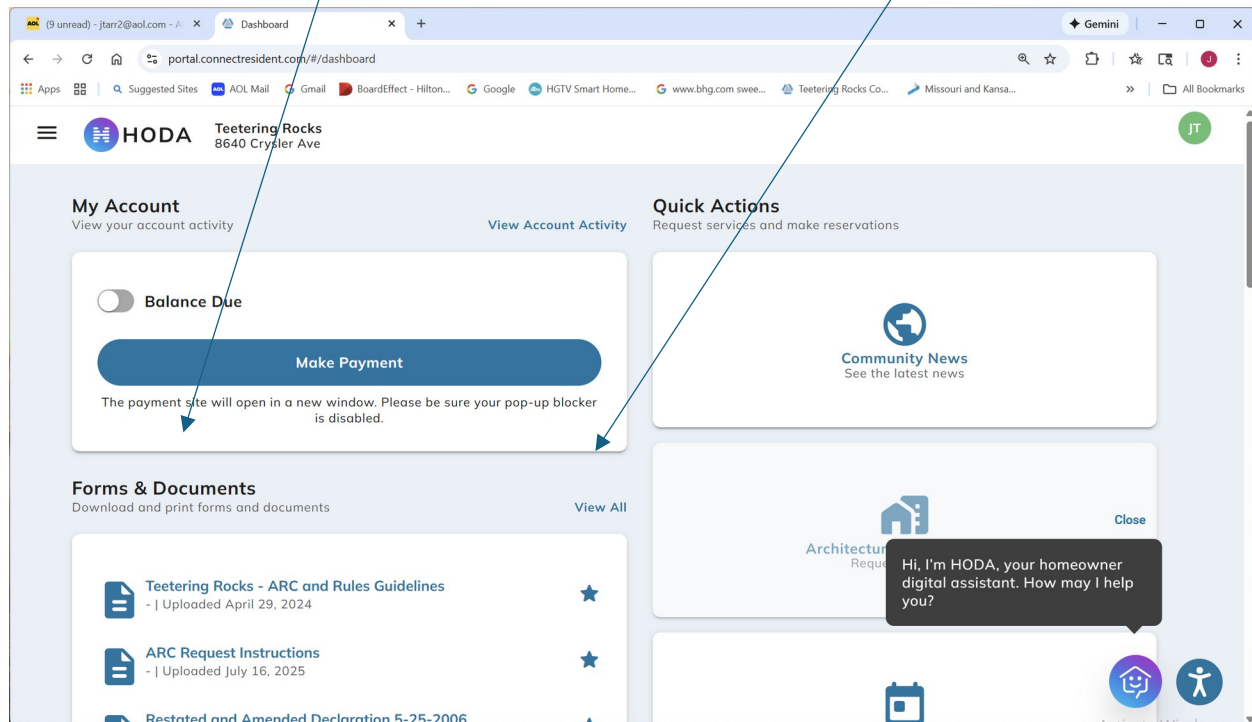 (9 unread) - jtarr2@aol.com - A
Dashboard
Gemini
portal.connectresident.com/#/dashboard
J
Apps
Suggested Sites
AOL Mail
Gmail
BoardEffect - Hilton...
Google
HGTV Smart Home...
www.bhg.com swee...
Teetering Rocks Co...
Missouri and Kansa...
All Bookmarks
HODA
Teetering Rocks
8640 Crysler Ave
JT
My Account
View your account activity
View Account Activity
Balance Due
Make Payment
The payment site will open in a new window. Please be sure your pop-up blocker
is disabled.
Forms & Documents
Download and print forms and documents
View All
Teetering Rocks - ARC and Rules Guidelines
- | Uploaded April 29, 2024
ARC Request Instructions
- | Uploaded July 16, 2025
Restated and Amended Declaration 5-25-2006
Quick Actions
Request services and make reservations
Community News
See the latest news
Architectur
Reque
Close
Hi, I'm HODA, your homeowner
digital assistant. How may I help
you?